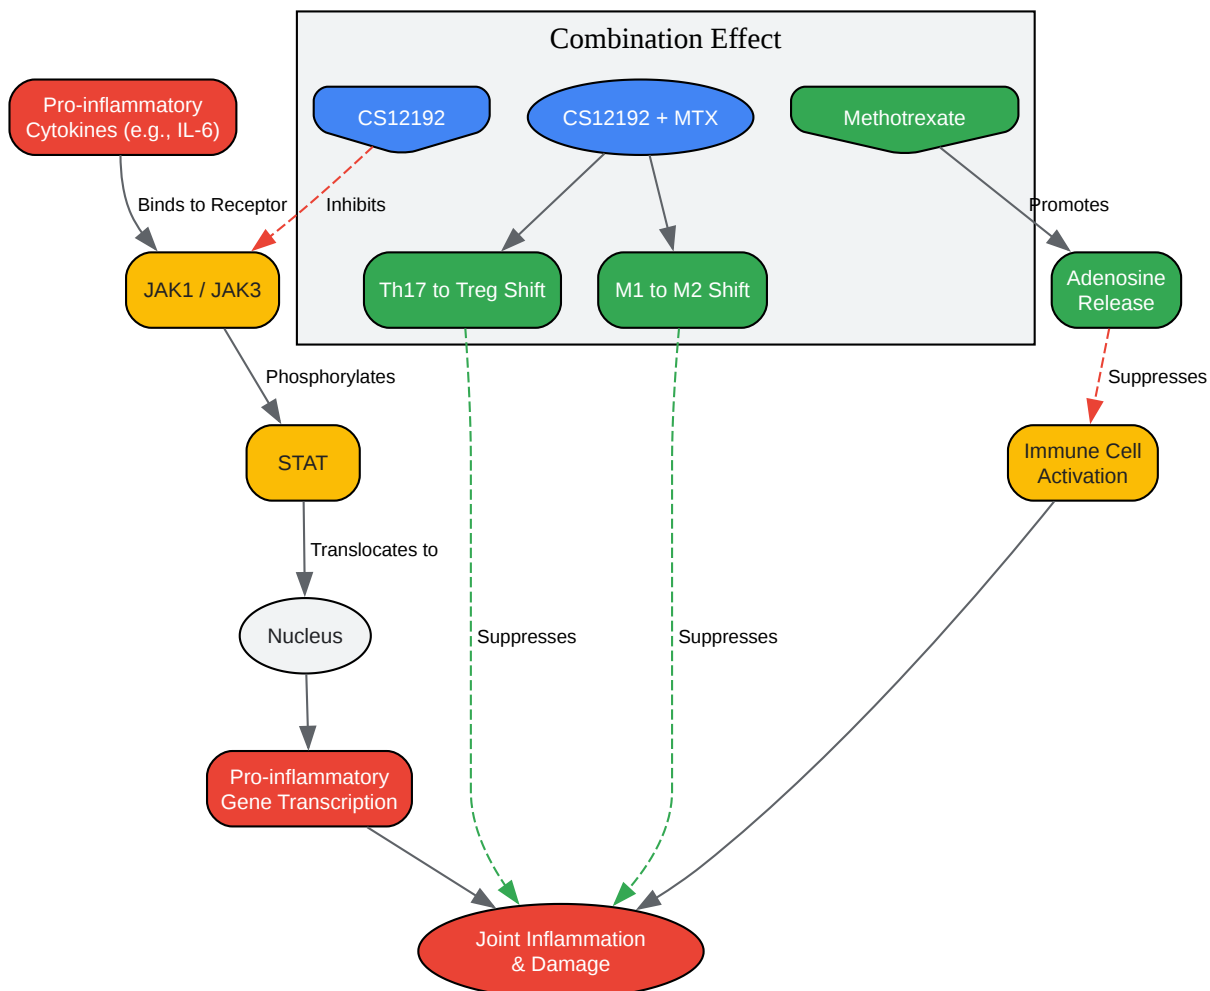 Combination Effect
Pro-inflammatory
Cytokines (e.g., IL-6)
CS12192
CS12192 + MTX
Methotrexate
Binds to Receptor
Inhibits
Promotes
JAK1 / JAK3
Th17 to Treg Shift
M1 to M2 Shift
Adenosine
Release
Phosphorylates
Suppresses
STAT
Immune Cell
Activation
Translocates to
Nucleus
Suppresses
Suppresses
Pro-inflammatory
Gene Transcription
Joint Inflammation
& Damage